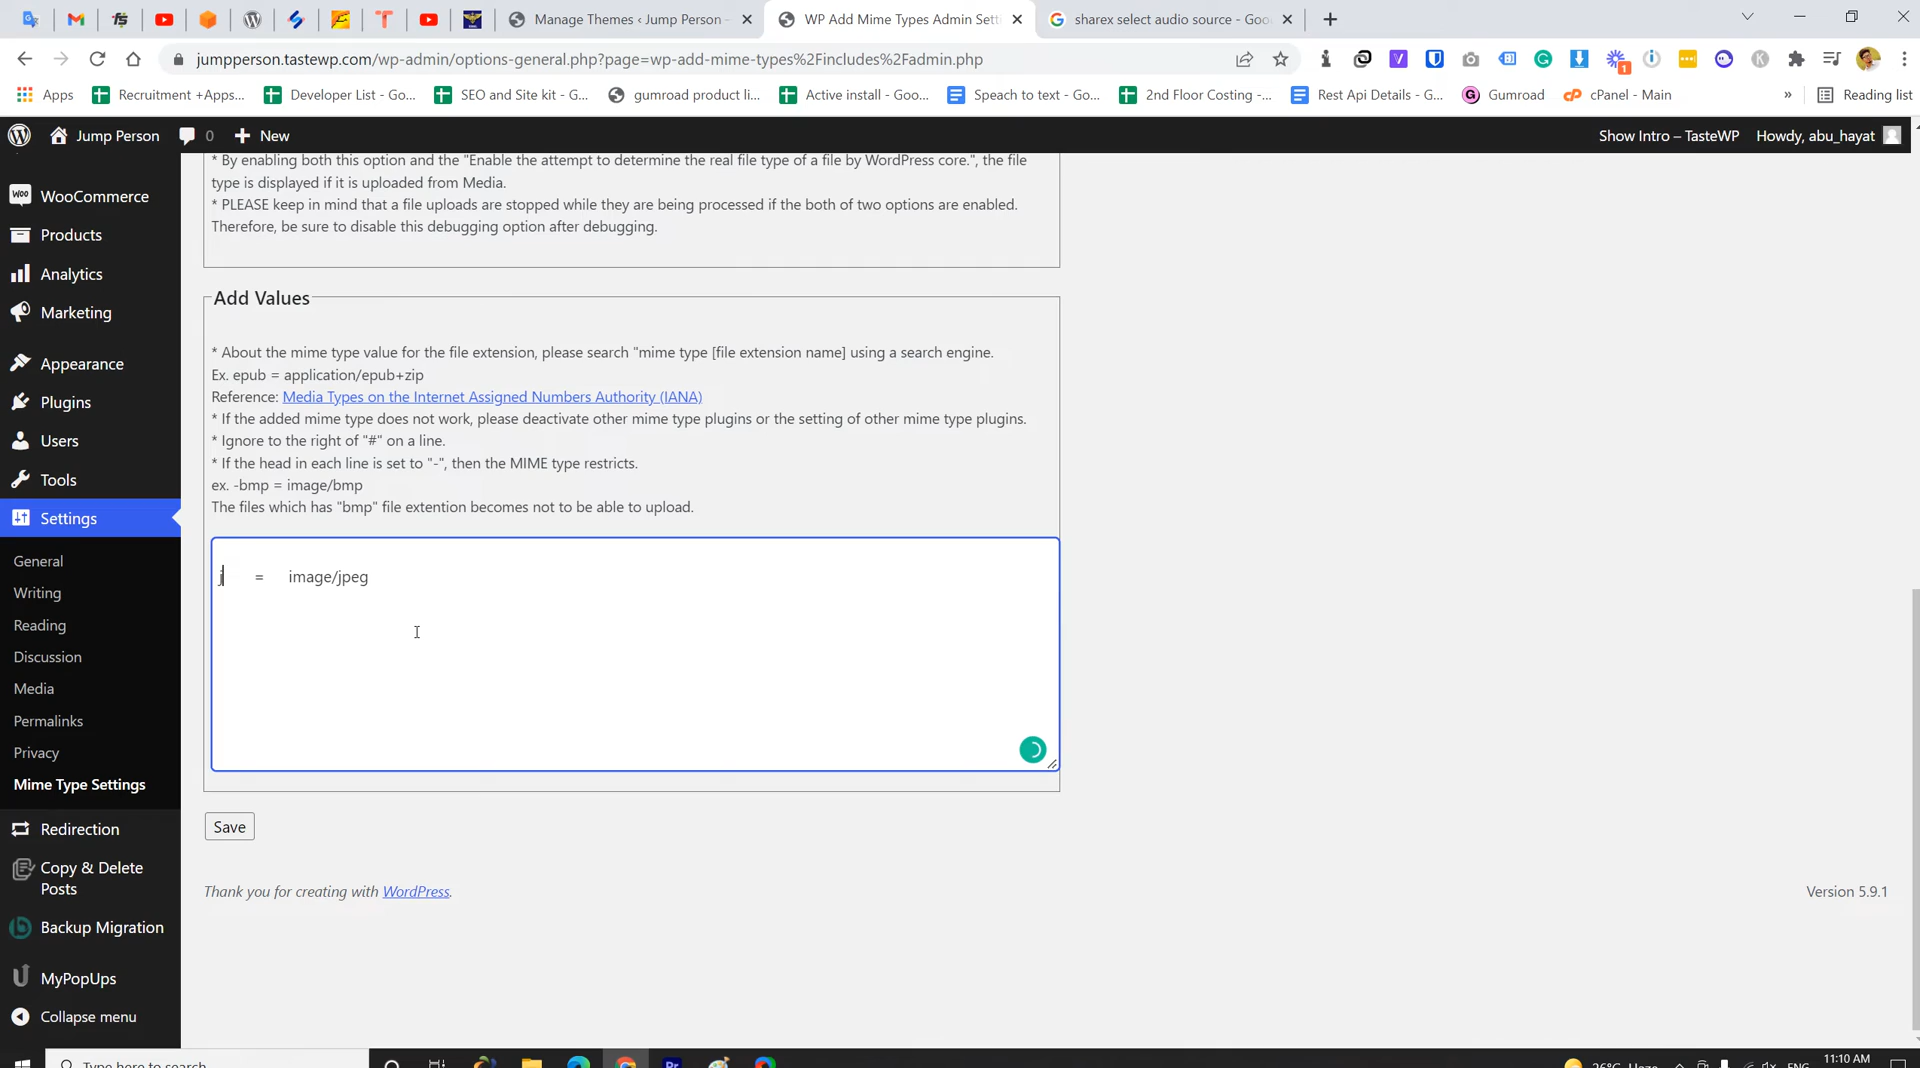 Manage Themes ‹ Jump Person –
WP Add Mime Types Admin Setti
sharex select audio source - Goo
jumpperson.tastewp.com/wp-admin/options-general.php?page=wp-add-mime-types%2Fincludes%2Fadmin.php
Apps
Recruitment +Apps...
Developer List - Go...
SEO and Site kit - G...
gumroad product li...
Active install - Goo...
Speach to text - Go...
2nd Floor Costing -...
Rest Api Details - G...
Gumroad
cPanel - Main
»
Reading list
Jump Person
0
New
Show Intro – TasteWP
Howdy, abu_hayat
WooCommerce
Products
Analytics
Marketing
Appearance
Plugins
Users
Tools
Settings
General
Writing
Reading
Discussion
Media
Permalinks
Privacy
Mime Type Settings
Redirection
Copy & Delete
Posts
Backup Migration
MyPopUps
Collapse menu
* By enabling both this option and the "Enable the attempt to determine the real file type of a file by WordPress core.", the file
type is displayed if it is uploaded from Media.
* PLEASE keep in mind that a file uploads are stopped while they are being processed if the both of two options are enabled.
Therefore, be sure to disable this debugging option after debugging.
Add Values
* About the mime type value for the file extension, please search "mime type [file extension name] using a search engine.
Ex. epub = application/epub+zip
Reference: Media Types on the Internet Assigned Numbers Authority (IANA)
* If the added mime type does not work, please deactivate other mime type plugins or the setting of other mime type plugins.
* Ignore to the right of "#" on a line.
* If the head in each line is set to "-", then the MIME type restricts.
ex. -bmp = image/bmp
The files which has "bmp" file extention becomes not to be able to upload.
j = image/jpeg
Save
Thank you for creating with WordPress.
Version 5.9.1
Type here to search
26°C Haze
ENG
11:10 AM